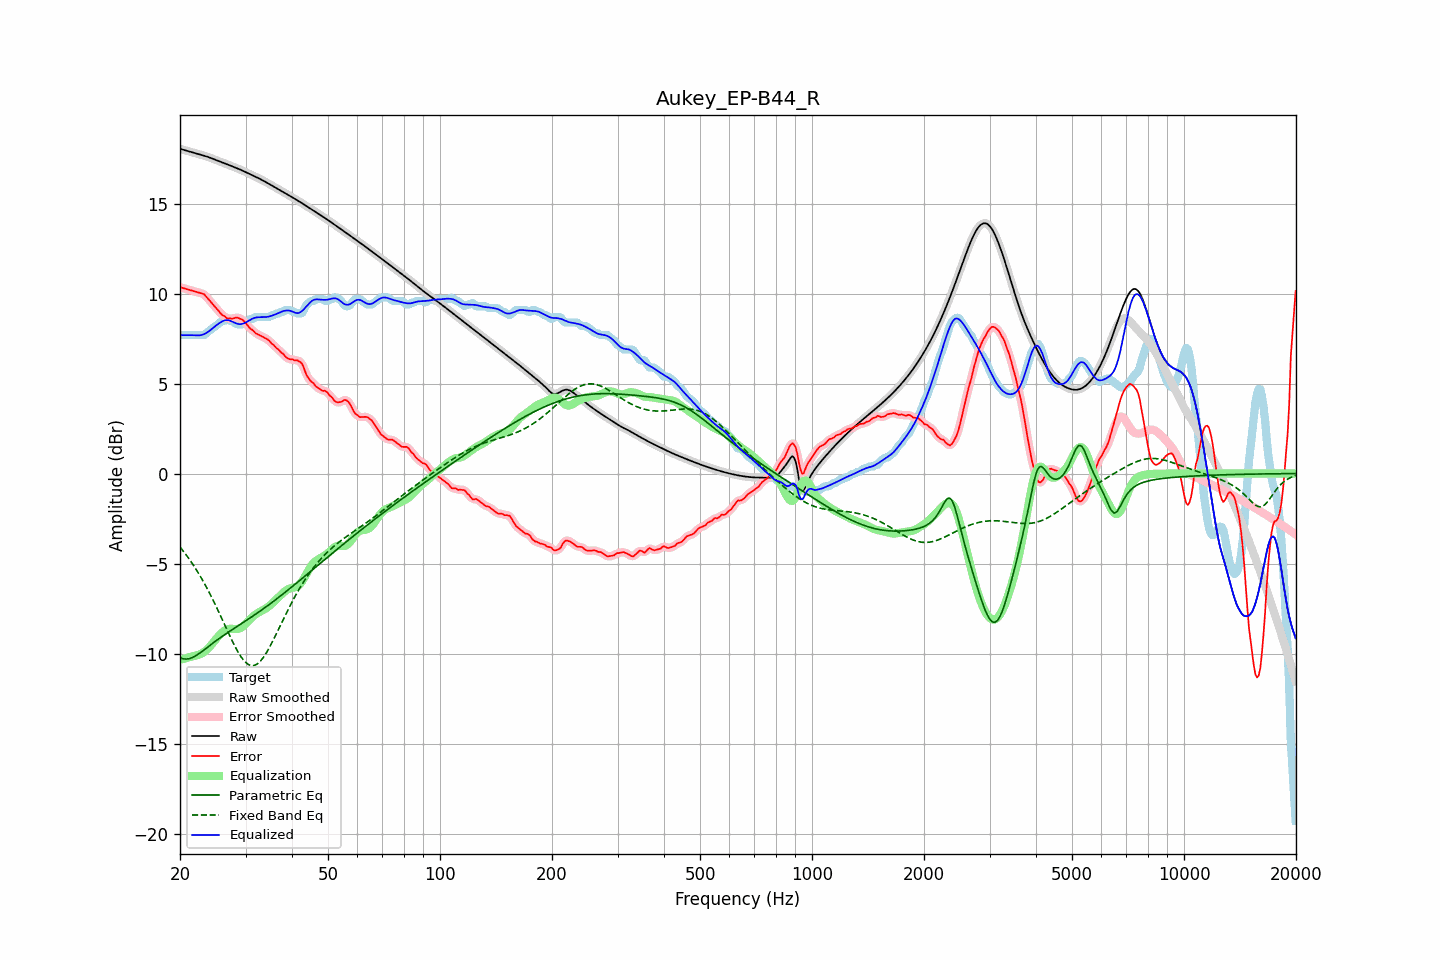 Aukey_EP-B44_R
Amplitude (dBr)
15
10
5
0
−5
−10
−15
−20
Target
Raw Smoothed
Error Smoothed
Raw
Error
Equalization
Parametric Eq
Fixed Band Eq
Equalized
20
50
100
200
500
1000
2000
5000
10000
20000
Frequency (Hz)